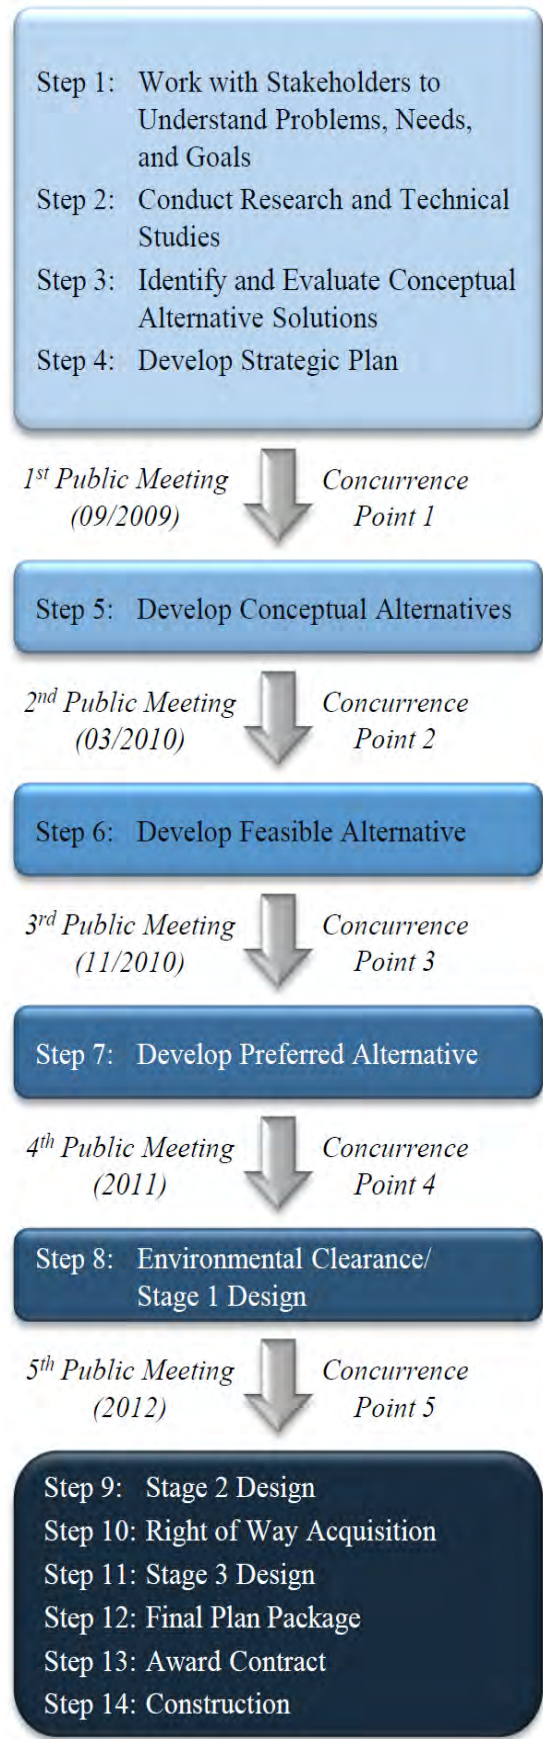 Step 1: Work with Stakeholders to
Understand Problems, Needs,
and Goals
Step 2: Conduct Research and Technical
Studies
Step 3: Identify and Evaluate Conceptual
Alternative Solutions
Step 4: Develop Strategic Plan
1st Public Meeting
(09/2009)
Concurrence
Point 1
Step 5: Develop Conceptual Alternatives
2nd Public Meeting
(03/2010)
Concurrence
Point 2
Step 6: Develop Feasible Alternative
3rd Public Meeting
(11/2010)
Concurrence
Point 3
Step 7: Develop Preferred Alternative
4th Public Meeting
(2011)
Concurrence
Point 4
Step 8: Environmental Clearance/
Stage 1 Design
5th Public Meeting
(2012)
Concurrence
Point 5
Step 9: Stage 2 Design
Step 10: Right of Way Acquisition
Step 11: Stage 3 Design
Step 12: Final Plan Package
Step 13: Award Contract
Step 14: Construction